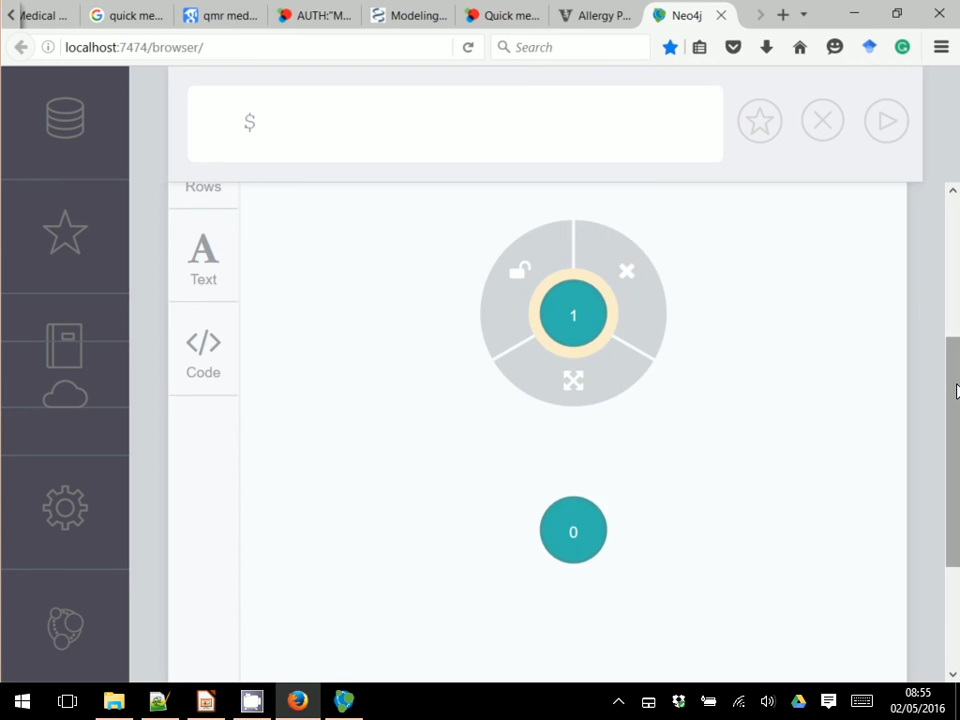 Medical ...
quick me...
qmr med...
AUTH:"M...
Modeling...
Quick me...
Allergy P...
Neo4j
localhost:7474/browser/
Search
$
Rows
A
Text
</>
Code
1
0
08:55
02/05/2016